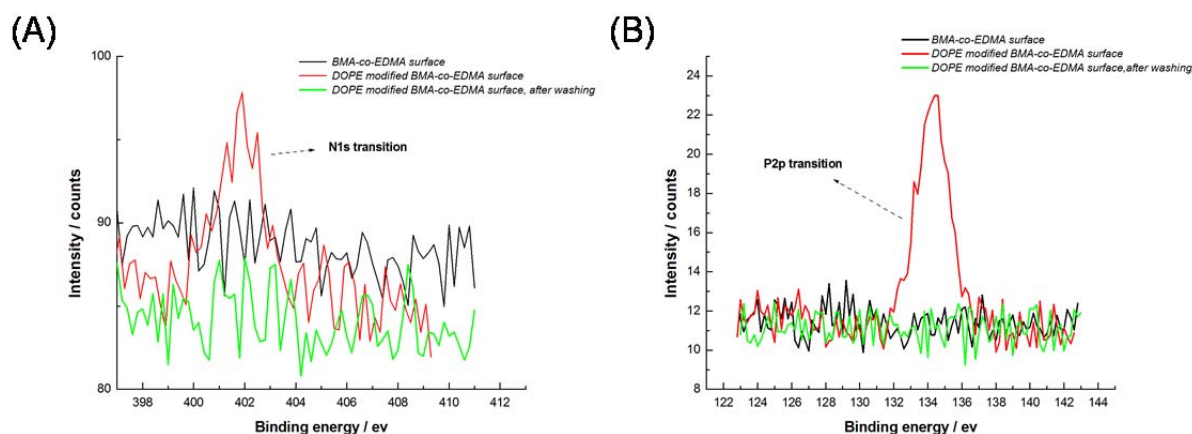 (A)
100
90
80
Intensity / counts
BMA-co-EDMA surface
DOPE modified BMA-co-EDMA surface
DOPE modified BMA-co-EDMA surface, after washing
N1s transition
398 400 402 404 406 408 410 412
Binding energy / ev
(B)
24
22
20
18
16
14
12
10
8
Intensity / counts
BMA-co-EDMA surface
DOPE modified BMA-co-EDMA surface
DOPE modified BMA-co-EDMA surface,after washing
P2p transition
122 124 126 128 130 132 134 136 138 140 142 144
Binding energy / ev